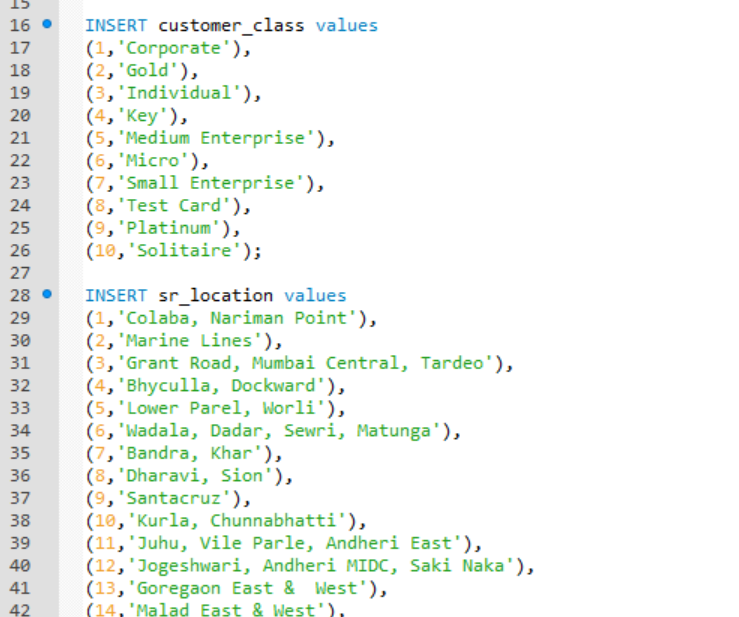 15
16 INSERT customer_class values
17 (1,'Corporate'),
18 (2,'Gold'),
19 (3,'Individual'),
20 (4,'Key'),
21 (5,'Medium Enterprise'),
22 (6,'Micro'),
23 (7,'Small Enterprise'),
24 (8,'Test Card'),
25 (9,'Platinum'),
26 (10,'Solitaire');
27
28 INSERT sr_location values
29 (1,'Colaba, Nariman Point'),
30 (2,'Marine Lines'),
31 (3,'Grant Road, Mumbai Central, Tardeo'),
32 (4,'Bhyculla, Dockward'),
33 (5,'Lower Parel, Worli'),
34 (6,'Wadala, Dadar, Sewri, Matunga'),
35 (7,'Bandra, Khar'),
36 (8,'Dharavi, Sion'),
37 (9,'Santacruz'),
38 (10,'Kurla, Chunnabhatti'),
39 (11,'Juhu, Vile Parle, Andheri East'),
40 (12,'Jogeshwari, Andheri MIDC, Saki Naka'),
41 (13,'Goregaon East &  West'),
42 (14,'Malad East & West'),